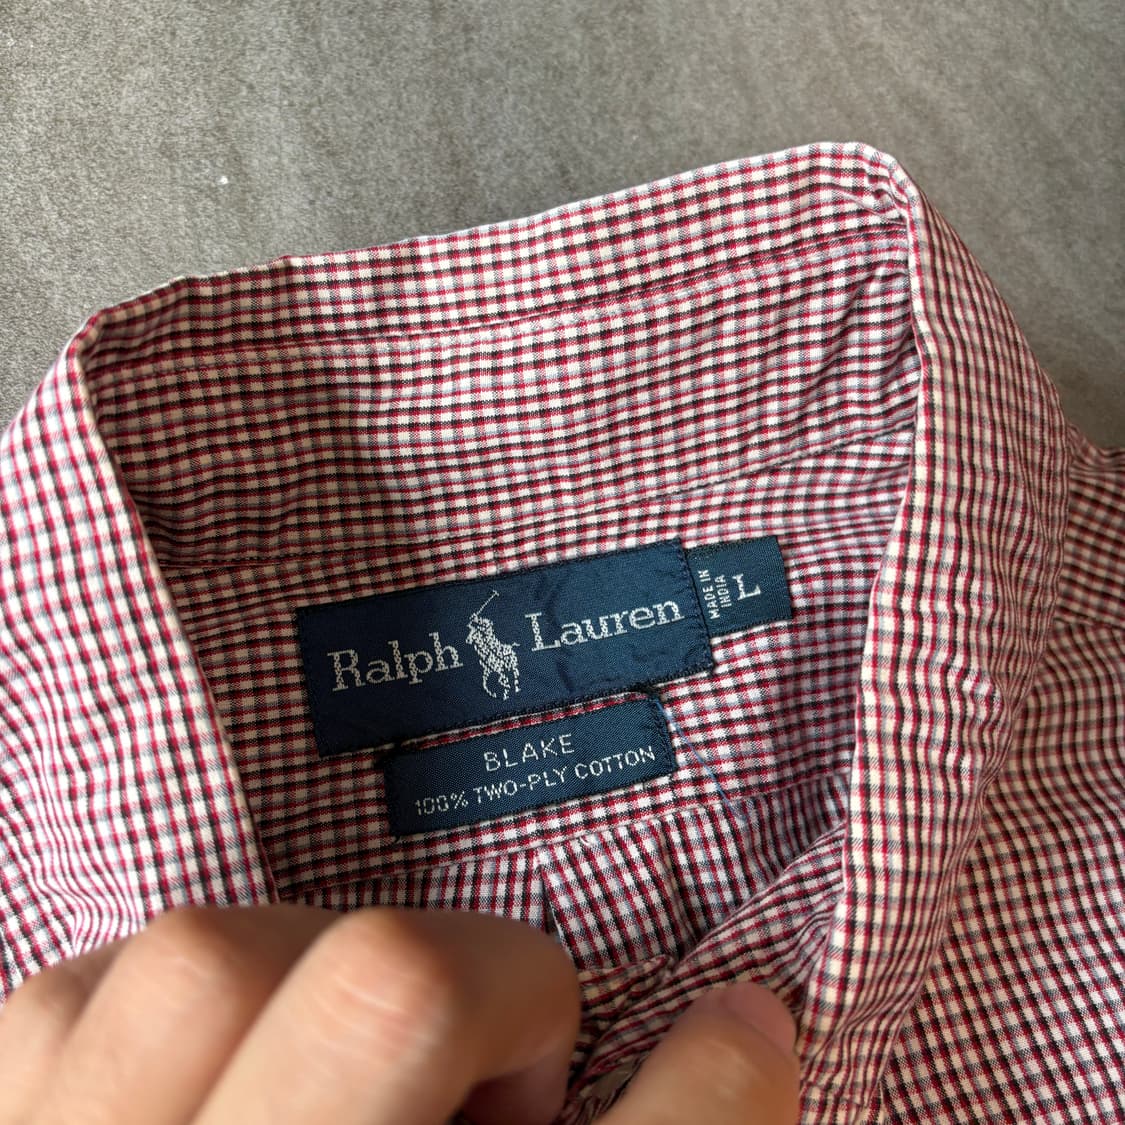 Ralph Lauren
MADE IN
INDIA
L
BLAKE
100% TWO-PLY COTTON